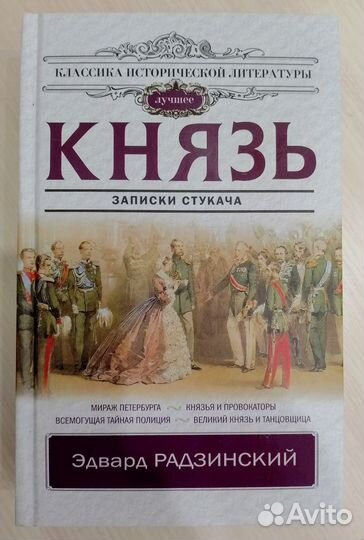 КЛАССИКА ИСТОРИЧЕСКОЙ ЛИТЕРАТУРЫ
лучшее
КНЯЗЬ
ЗАПИСКИ СТУКАЧА
МИРАЖ ПЕТЕРБУРГА ~ КНЯЗЬЯ И ПРОВОКАТОРЫ
ВСЕМОГУЩАЯ ТАЙНАЯ ПОЛИЦИЯ ~ ВЕЛИКИЙ КНЯЗЬ И ТАНЦОВЩИЦА
Эдвард РАДЗИНСКИЙ
Avito